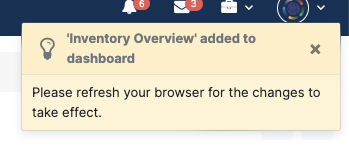 6
3
'Inventory Overview' added to
dashboard
Please refresh your browser for the changes to
take effect.